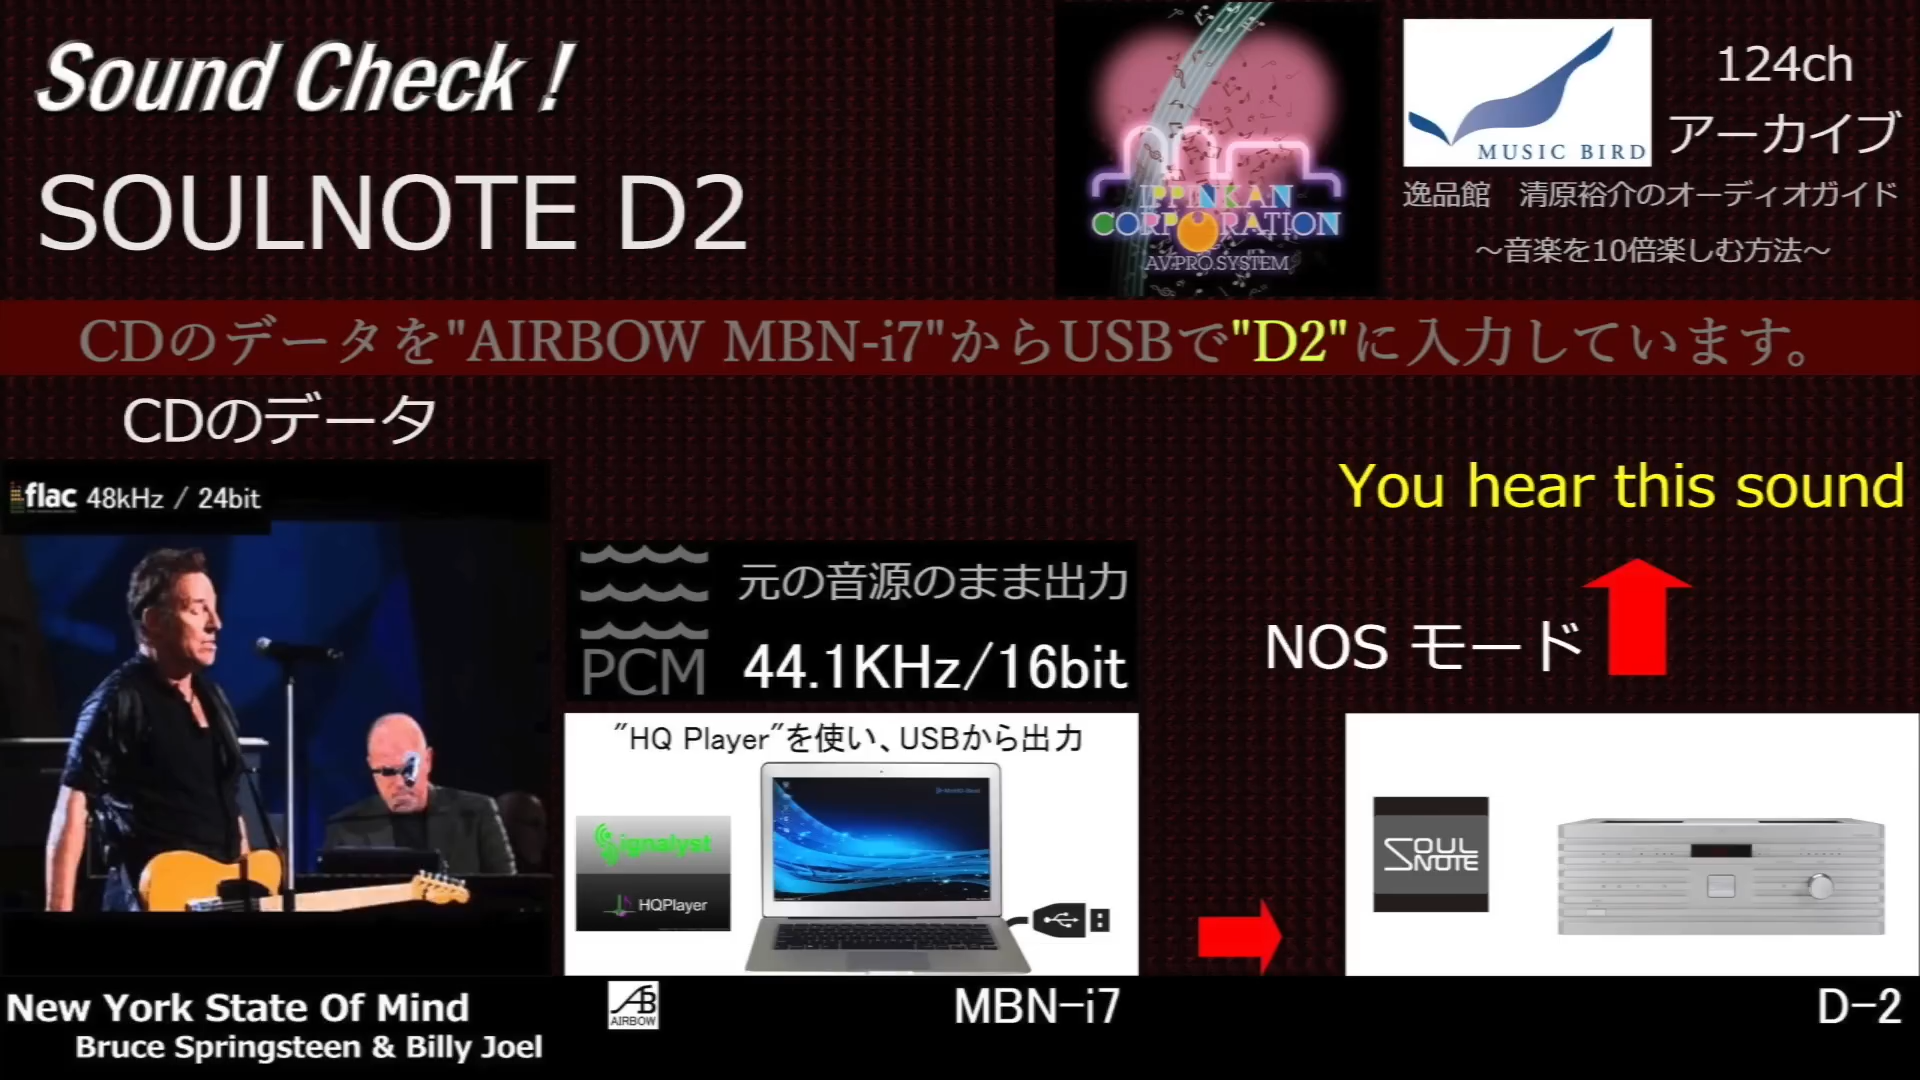 Sound Check !
SOULNOTE D2
IPPINKAN
CORPORATION
AV.PRO.SYSTEM
MUSIC BIRD
124ch
アーカイブ
逸品館 清原裕介のオーディオガイド
～音楽を10倍楽しむ方法～
CDのデータを"AIRBOW MBN-i7"からUSBで"D2"に入力しています。
CDのデータ
flac 48kHz / 24bit
You hear this sound
元の音源のまま出力
PCM 44.1KHz/16bit
NOS モード
"HQ Player"を使い、USBから出力
Signalyst
HQPlayer
SOUL
NOTE
New York State Of Mind
Bruce Springsteen & Billy Joel
AIRBOW
MBN-i7
D-2